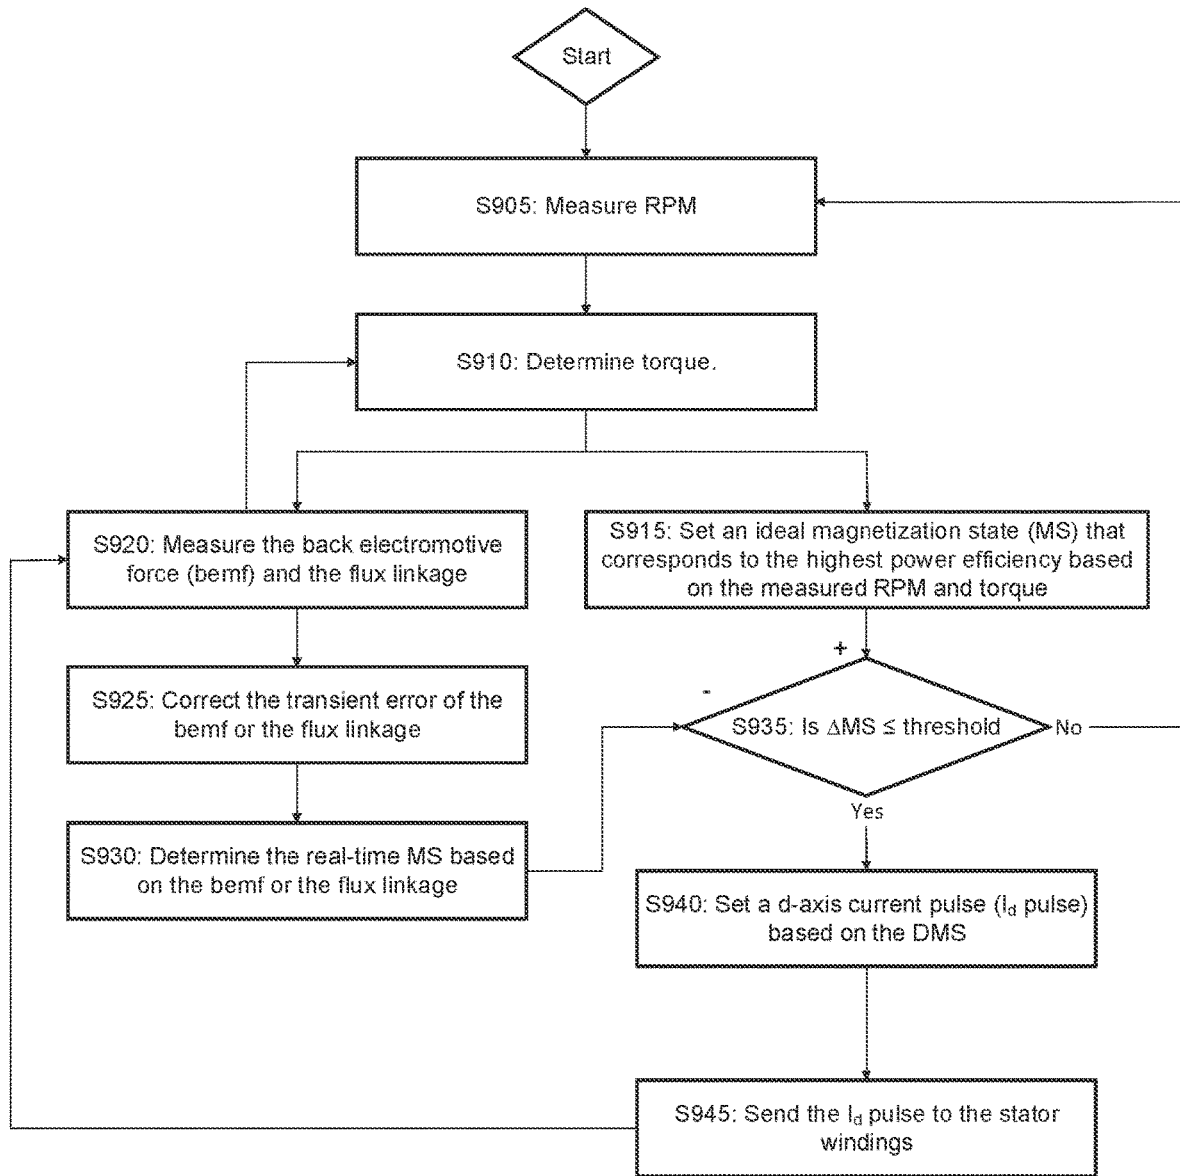 Start
S905: Measure RPM
S910: Determine torque.
S920: Measure the back electromotive
force (bemf) and the flux linkage
S915: Set an ideal magnetization state (MS) that
corresponds to the highest power efficiency based
on the measured RPM and torque
+
-
S925: Correct the transient error of the
bemf or the flux linkage
S935: Is ΔMS ≤ threshold
No
Yes
S930: Determine the real-time MS based
on the bemf or the flux linkage
S940: Set a d-axis current pulse (Id pulse)
based on the DMS
S945: Send the Id pulse to the stator
windings